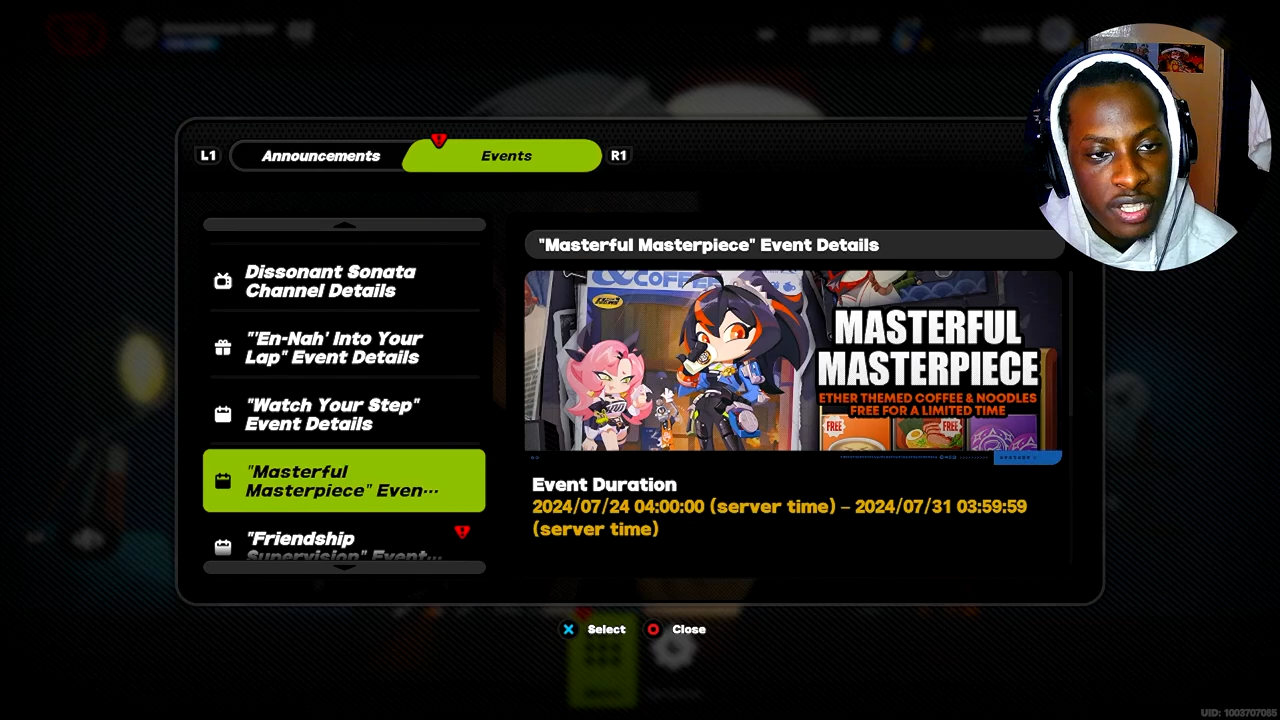 L1
Announcements
Events
R1
Dissonant Sonata
Channel Details
"'En-Nah' Into Your
Lap" Event Details
"Watch Your Step"
Event Details
"Masterful
Masterpiece" Even···
"Friendship
Supervision" Event···
"Masterful Masterpiece" Event Details
& COFFEE
MASTERFUL
MASTERPIECE
ETHER THEMED COFFEE & NOODLES
FREE FOR A LIMITED TIME
FREE
FREE
Event Duration
2024/07/24 04:00:00 (server time) – 2024/07/31 03:59:59
(server time)
Select
Close
UID: 1003707065